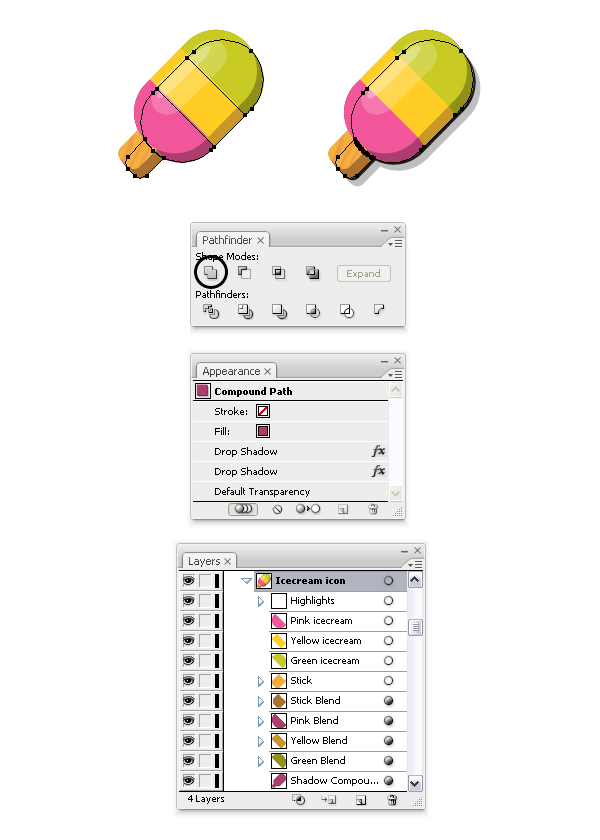 Pathfinder
Shape Modes:
Expand
Pathfinders:
Appearance
Compound Path
Stroke:
Fill:
Drop Shadow
Drop Shadow
Default Transparency
Layers
Icecream icon
Highlights
Pink icecream
Yellow icecream
Green icecream
Stick
Stick Blend
Pink Blend
Yellow Blend
Green Blend
Shadow Compou...
4 Layers